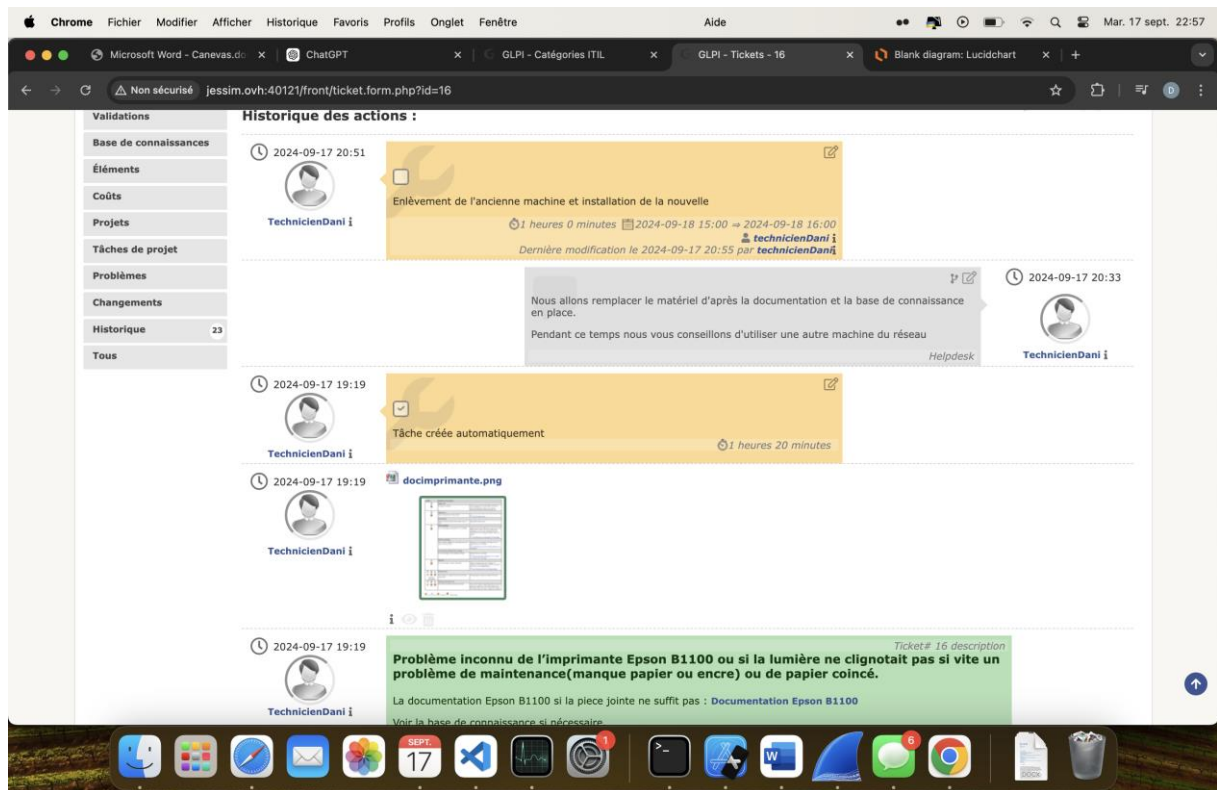 Chrome Fichier Modifier Afficher Historique Favoris Profils Onglet Fenêtre Aide Mar. 17 sept. 22:57
Microsoft Word - Canevas.do ChatGPT GLPI - Catégories ITIL GLPI - Tickets - 16 Blank diagram: Lucidchart
Non sécurisé jessim.ovh:40121/front/ticket.form.php?id=16 D
Validations
Base de connaissances
Éléments
Coûts
Projets
Tâches de projet
Problèmes
Changements
Historique 23
Tous
Historique des actions :
2024-09-17 20:51
TechnicienDani i
Enlèvement de l'ancienne machine et installation de la nouvelle
1 heures 0 minutes 2024-09-18 15:00 → 2024-09-18 16:00
technicienDani i
Dernière modification le 2024-09-17 20:55 par technicienDani i
2024-09-17 20:33
TechnicienDani i
Nous allons remplacer le matériel d'après la documentation et la base de connaissance
en place.
Pendant ce temps nous vous conseillons d'utiliser une autre machine du réseau
Helpdesk
2024-09-17 19:19
TechnicienDani i
Tâche créée automatiquement
1 heures 20 minutes
2024-09-17 19:19
TechnicienDani i
docimprimante.png
i
2024-09-17 19:19
TechnicienDani i
Ticket# 16 description
Problème inconnu de l'imprimante Epson B1100 ou si la lumière ne clignotait pas si vite un
problème de maintenance(manque papier ou encre) ou de papier coincé.
La documentation Epson B1100 si la piece jointe ne suffit pas : Documentation Epson B1100
Voir la base de connaissance si nécessaire.
SEPT.
17
1
6
DOCX